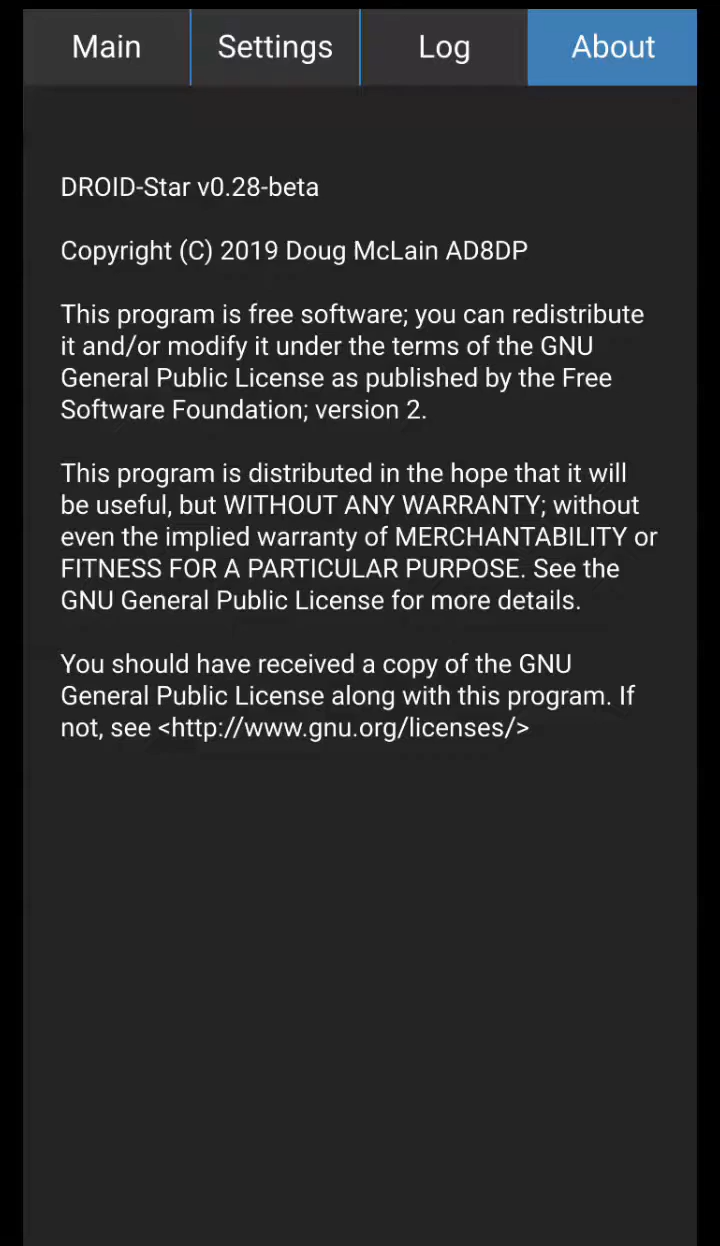 Main Settings Log About
DROID-Star v0.28-beta
Copyright (C) 2019 Doug McLain AD8DP
This program is free software; you can redistribute
it and/or modify it under the terms of the GNU
General Public License as published by the Free
Software Foundation; version 2.
This program is distributed in the hope that it will
be useful, but WITHOUT ANY WARRANTY; without
even the implied warranty of MERCHANTABILITY or
FITNESS FOR A PARTICULAR PURPOSE. See the
GNU General Public License for more details.
You should have received a copy of the GNU
General Public License along with this program. If
not, see <http://www.gnu.org/licenses/>